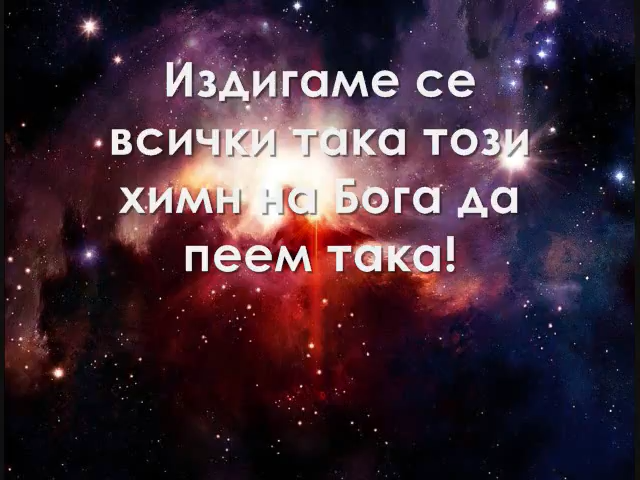 Издигаме се
всички така този
химн на Бога да
пеем така!